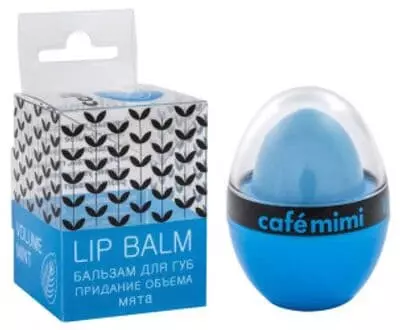 VOLUME
MINT
LIP BALM
БАЛЬЗАМ ДЛЯ ГУБ
ПРИДАНИЕ ОБЪЕМА
мята
café mimi